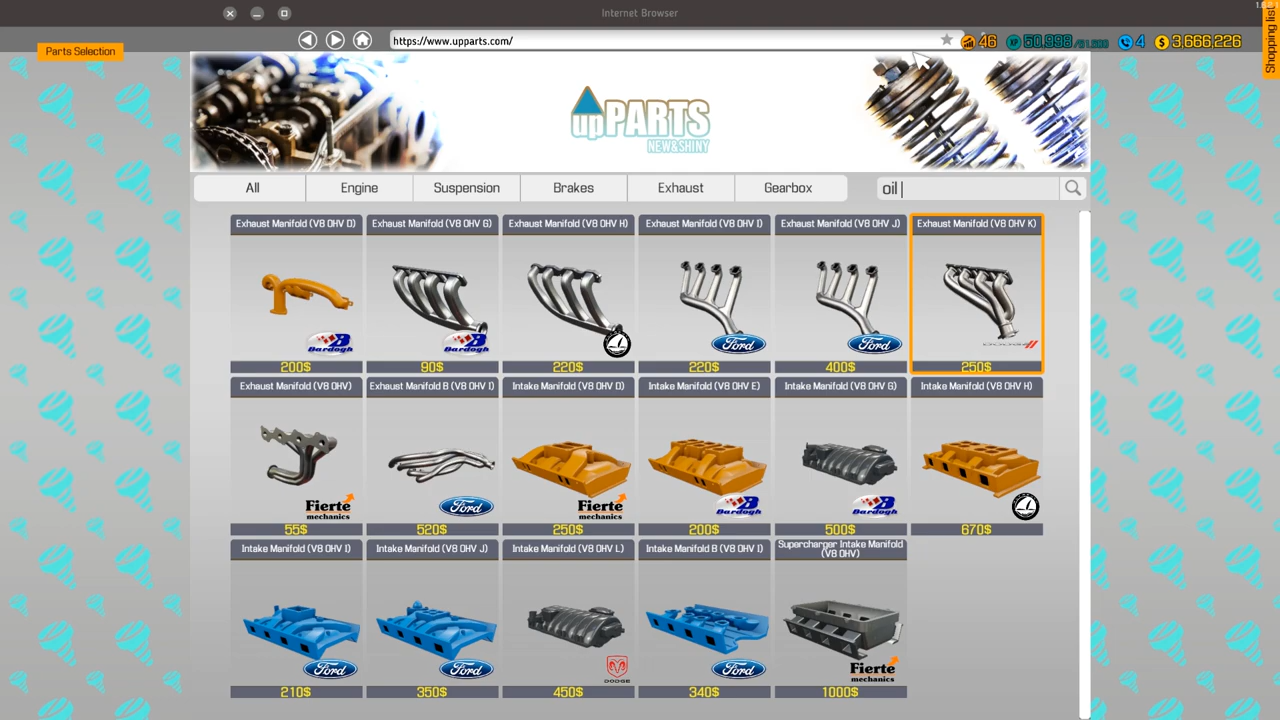 Internet Browser
1.6.2
Shopping list
Parts Selection
https://www.upparts.com/
46
50,998
4
$ 3,666,226
upPARTS
NEW&SHINY
All
Engine
Suspension
Brakes
Exhaust
Gearbox
oil
Exhaust Manifold (V8 OHV D)
Exhaust Manifold (V8 OHV G)
Exhaust Manifold (V8 OHV H)
Exhaust Manifold (V8 OHV I)
Exhaust Manifold (V8 OHV J)
Exhaust Manifold (V8 OHV K)
Bardogh
Bardogh
Ford
Ford
DODGE
200$
90$
220$
220$
400$
250$
Exhaust Manifold (V8 OHV)
Exhaust Manifold B (V8 OHV I)
Intake Manifold (V8 OHV D)
Intake Manifold (V8 OHV E)
Intake Manifold (V8 OHV G)
Intake Manifold (V8 OHV H)
Fierte
mechanics
Ford
Fierte
mechanics
Bardogh
Bardogh
55$
520$
250$
200$
500$
670$
Intake Manifold (V8 OHV I)
Intake Manifold (V8 OHV J)
Intake Manifold (V8 OHV L)
Intake Manifold B (V8 OHV I)
Supercharger Intake Manifold
(V8 OHV)
Ford
Ford
DODGE
Ford
Fierte
mechanics
210$
350$
450$
340$
1000$